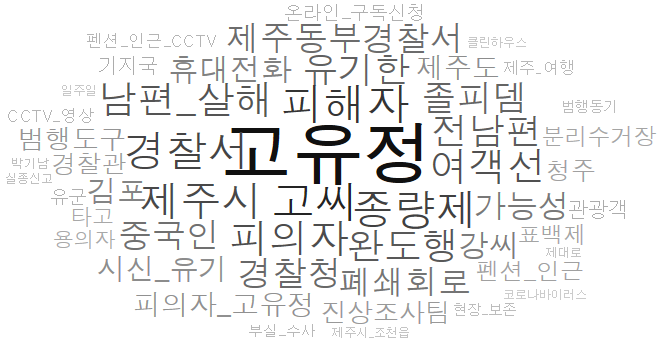 온라인_구독신청
펜션_인근_CCTV
제주동부경찰서
클린하우스
기지국
휴대전화
유기한
제주도
제주_여행
일주일
남편_살해
피해자
졸피뎀
범행동기
CCTV_영상
범행도구
경찰서
고유정
전남편
분리수거장
박기남
경찰관
여객선
청주
실종신고
유군
김포
제주시
고씨
종량제
가능성
관광객
타고
용의자
중국인
피의자
완도행
강씨
표백제
제대로
시신_유기
경찰청
폐쇄회로
펜션_인근
코로나바이러스
피의자_고유정
진상조사팀
현장_보존
부실_수사
제주시_조천읍